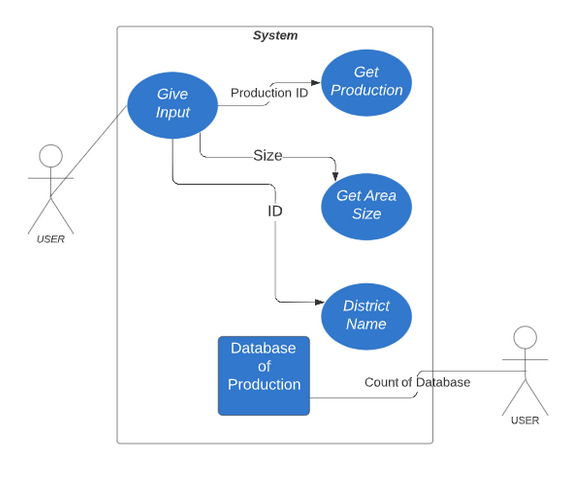 System
Give
Input
Production ID
Get
Production
Size
Get Area
Size
USER
ID
District
Name
Database
of
Production
Count of Database
USER